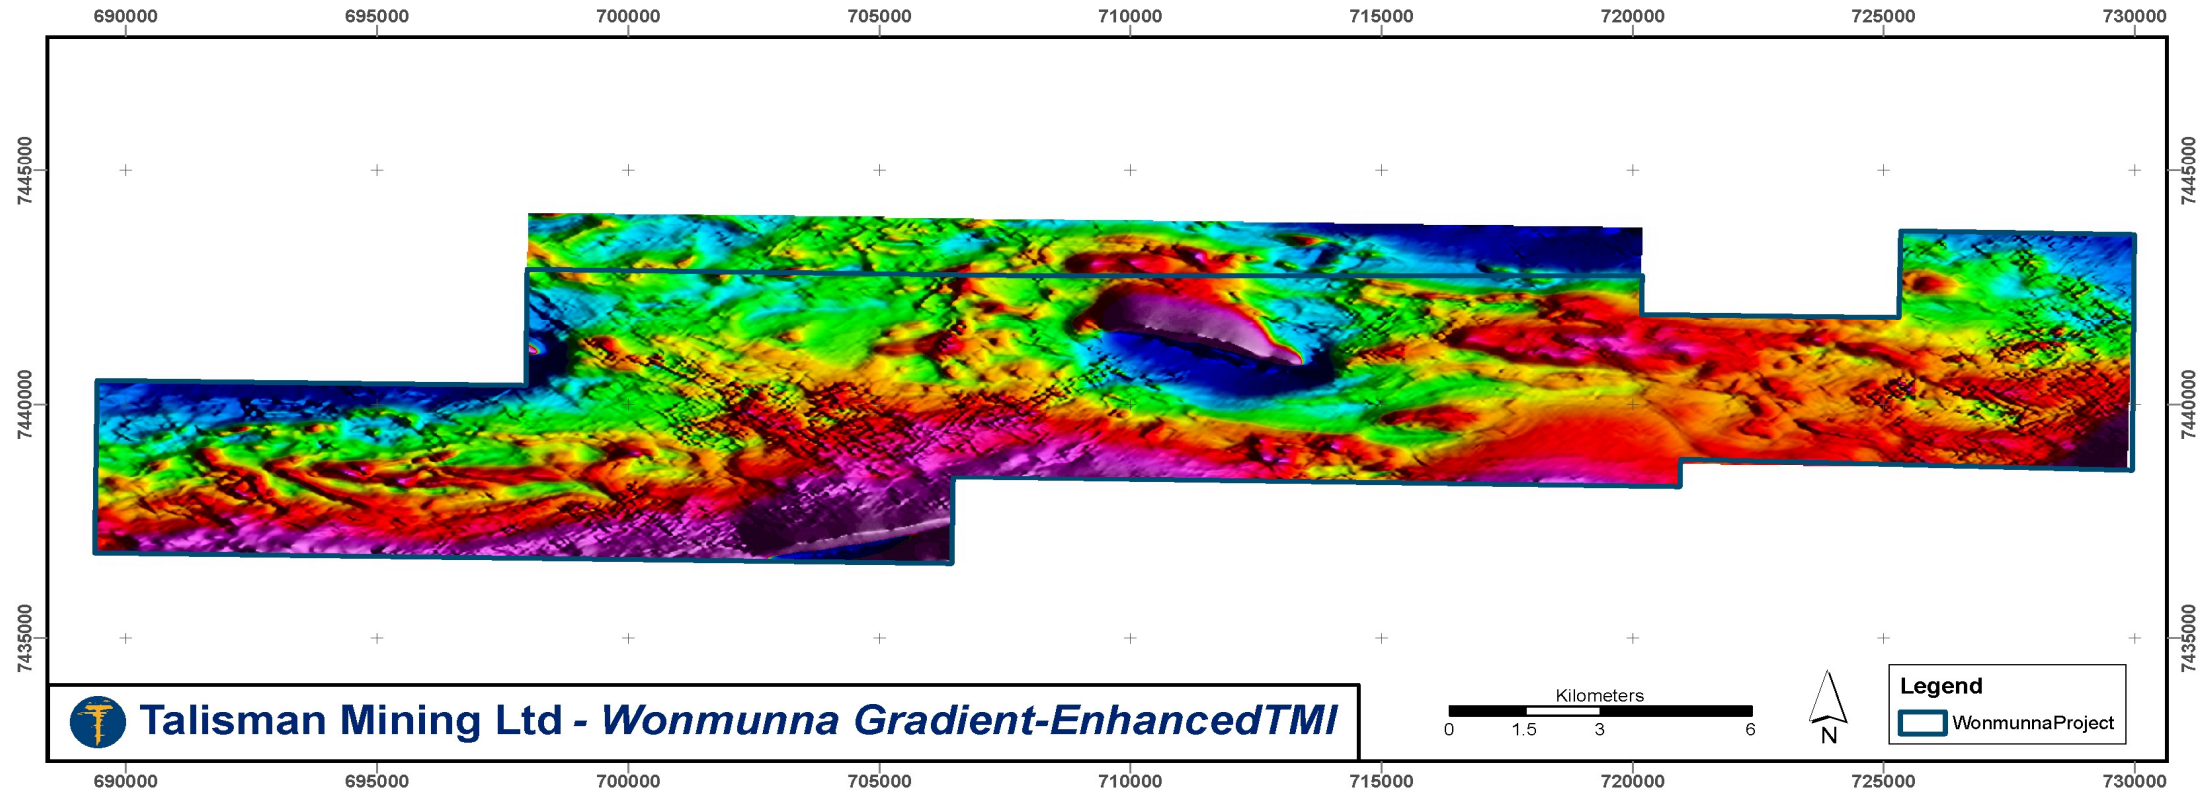 690000 695000 700000 705000 710000 715000 720000 725000 730000
7445000 7445000
7440000 7440000
7435000 7435000
Talisman Mining Ltd - Wonmunna Gradient-EnhancedTMI
Kilometers
0 1.5 3 6
N
Legend
WonmunnaProject
690000 695000 700000 705000 710000 715000 720000 725000 730000